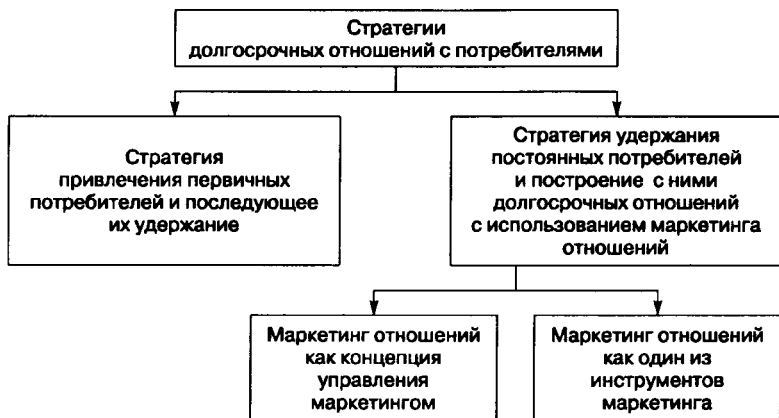 Стратегии
долгосрочных отношений с потребителями
Стратегия
привлечения первичных
потребителей и последующее
их удержание
Стратегия удержания
постоянных потребителей
и построение с ними
долгосрочных отношений
с использованием маркетинга
отношений
Маркетинг отношений
как концепция
управления
маркетингом
Маркетинг отношений
как один из
инструментов
маркетинга